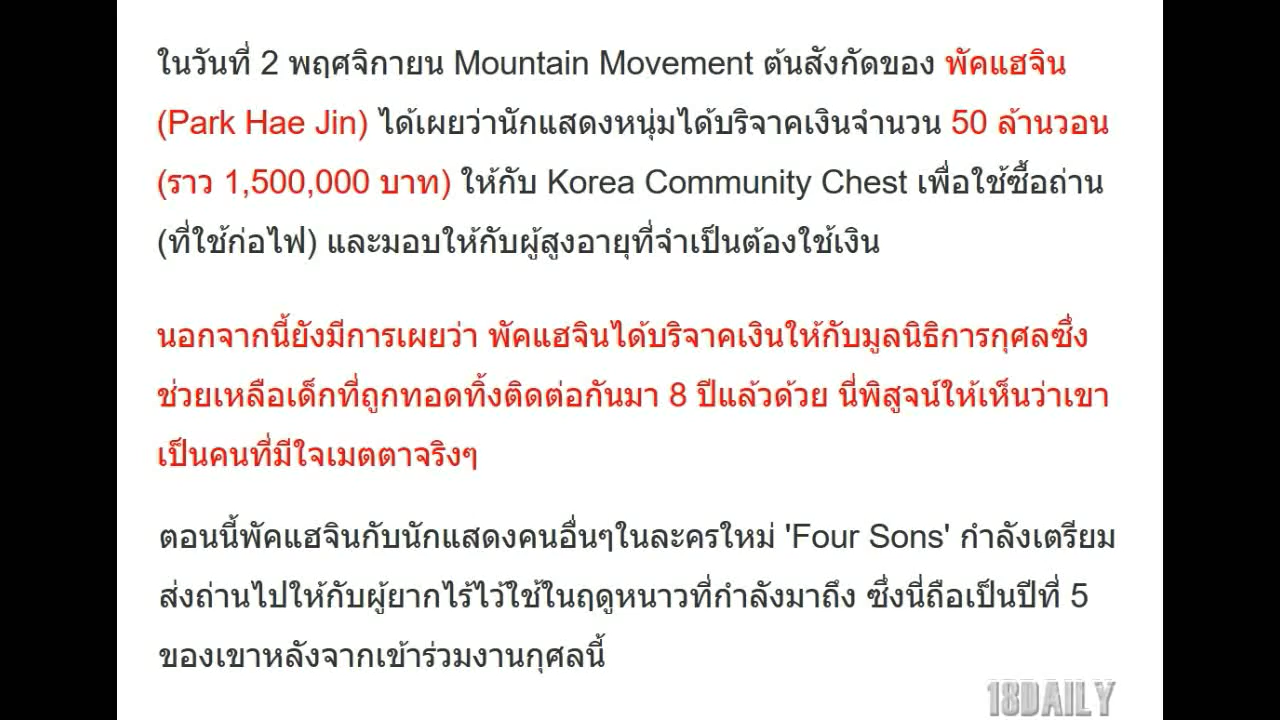 ในวันที่ 2 พฤศจิกายน Mountain Movement ต้นสังกัดของ พัคแฮจิน
(Park Hae Jin) ได้เผยว่านักแสดงหนุ่มได้บริจาคเงินจำนวน 50 ล้านวอน
(ราว 1,500,000 บาท) ให้กับ Korea Community Chest เพื่อใช้ซื้อถ่าน
(ที่ใช้ก่อไฟ) และมอบให้กับผู้สูงอายุที่จำเป็นต้องใช้เงิน
นอกจากนี้ยังมีการเผยว่า พัคแฮจินได้บริจาคเงินให้กับมูลนิธิการกุศลซึ่ง
ช่วยเหลือเด็กที่ถูกทอดทิ้งติดต่อกันมา 8 ปีแล้วด้วย นี่พิสูจน์ให้เห็นว่าเขา
เป็นคนที่มีใจเมตตาจริงๆ
ตอนนี้พัคแฮจินกับนักแสดงคนอื่นๆในละครใหม่ 'Four Sons' กำลังเตรียม
ส่งถ่านไปให้กับผู้ยากไร้ไว้ใช้ในฤดูหนาวที่กำลังมาถึง ซึ่งนี่ถือเป็นปีที่ 5
ของเขาหลังจากเข้าร่วมงานกุศลนี้
18DAILY